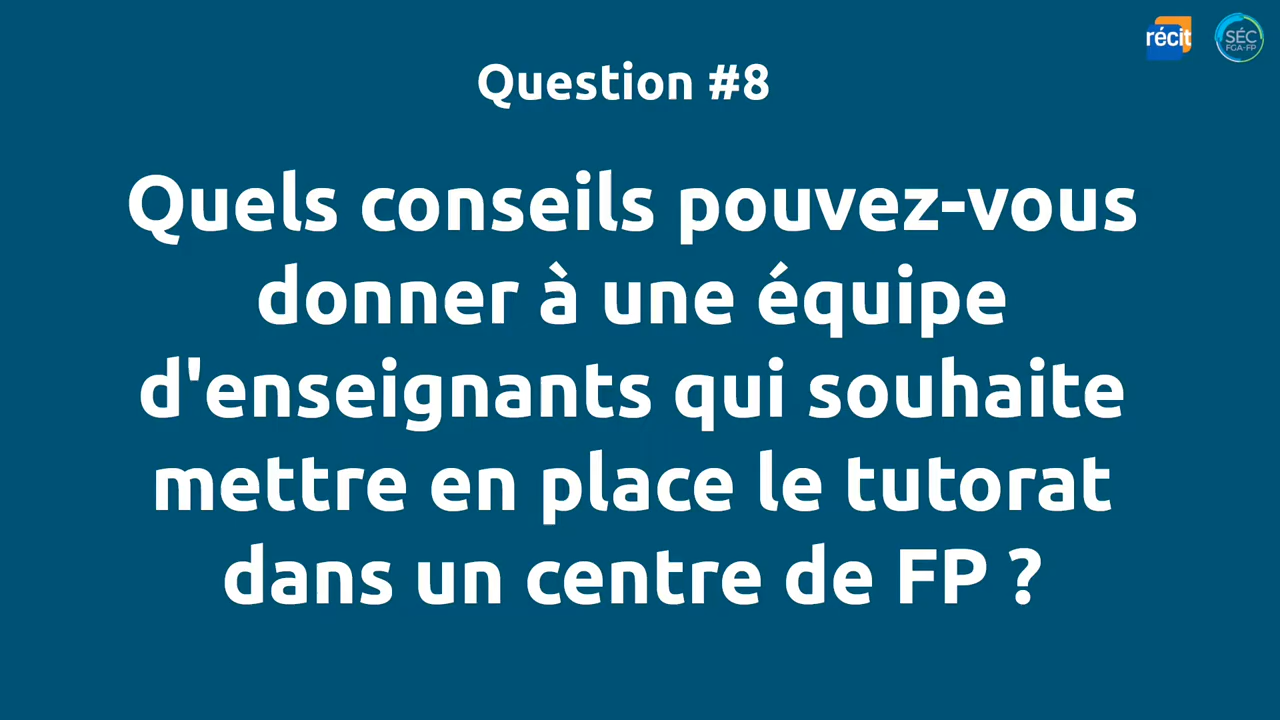 récit
SÉC
FGA-FP
Question #8
Quels conseils pouvez-vous
donner à une équipe
d'enseignants qui souhaite
mettre en place le tutorat
dans un centre de FP ?